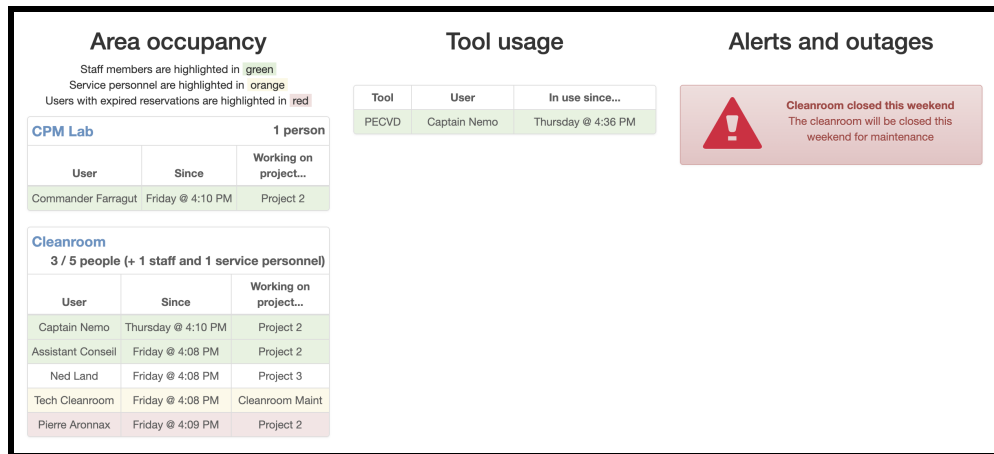 Area occupancy
Staff members are highlighted in green
Service personnel are highlighted in orange
Users with expired reservations are highlighted in red
CPM Lab 1 person
User Since Working on project...
Commander Farragut Friday @ 4:10 PM Project 2
Cleanroom
3 / 5 people (+ 1 staff and 1 service personnel)
User Since Working on project...
Captain Nemo Thursday @ 4:10 PM Project 2
Assistant Conseil Friday @ 4:08 PM Project 2
Ned Land Friday @ 4:08 PM Project 3
Tech Cleanroom Friday @ 4:08 PM Cleanroom Maint
Pierre Aronnax Friday @ 4:09 PM Project 2
Tool usage
Tool User In use since...
PECVD Captain Nemo Thursday @ 4:36 PM
Alerts and outages
Cleanroom closed this weekend
The cleanroom will be closed this
weekend for maintenance